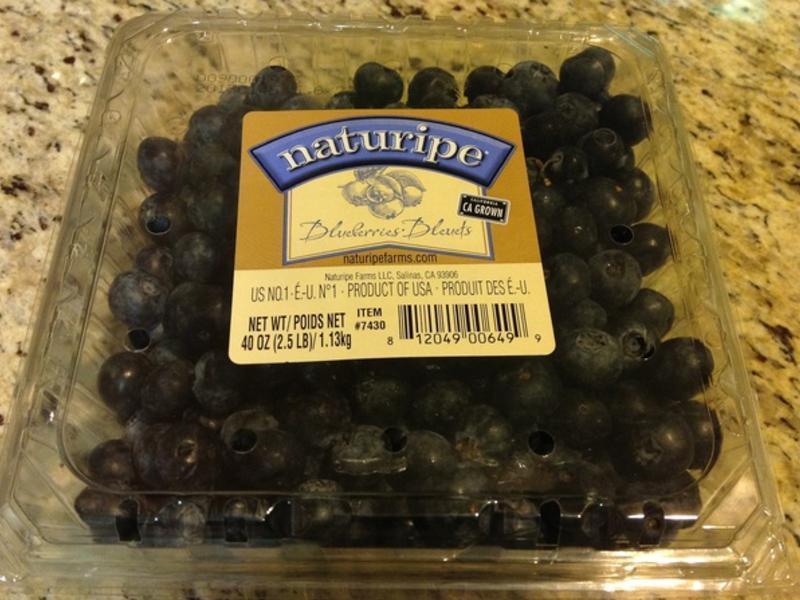 naturipe
CALIFORNIA
CA GROWN
Blueberries · Bleuets
naturipefarms.com
Naturipe Farms LLC, Salinas, CA 93906
US NO.1 · É.-U. N°1 · PRODUCT OF USA · PRODUIT DES É.-U.
NET WT/ POIDS NET
40 OZ (2.5 LB)/ 1.13kg
ITEM
#7430
8 12049 00649 9